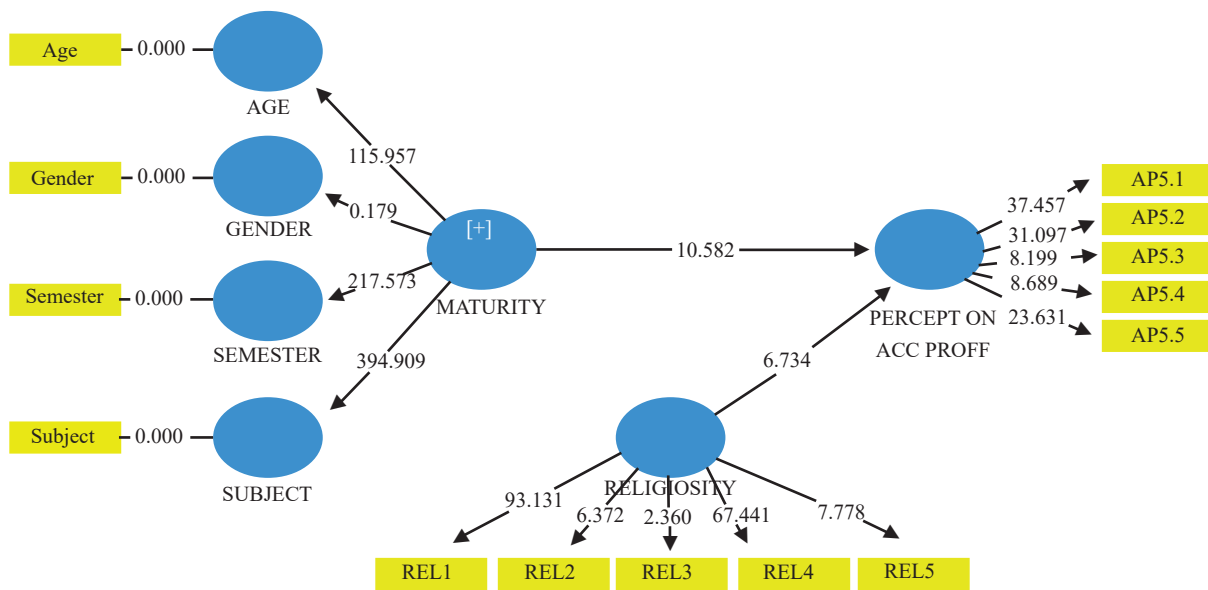 Age
0.000
AGE
115.957
Gender
0.000
GENDER
0.179
[+]
MATURITY
Semester
0.000
SEMESTER
217.573
Subject
0.000
SUBJECT
394.909
10.582
PERCEPT ON
ACC PROFF
37.457
AP5.1
31.097
AP5.2
8.199
AP5.3
8.689
AP5.4
23.631
AP5.5
6.734
RELIGIOSITY
93.131
6.372
2.360
67.441
7.778
REL1
REL2
REL3
REL4
REL5